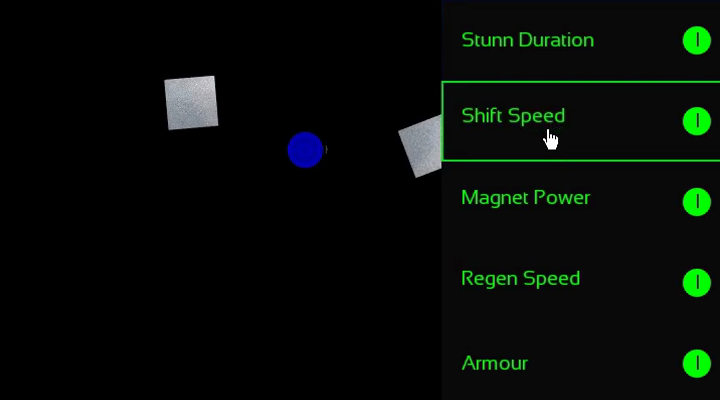 Stunn Duration
Shift Speed
Magnet Power
Regen Speed
Armour